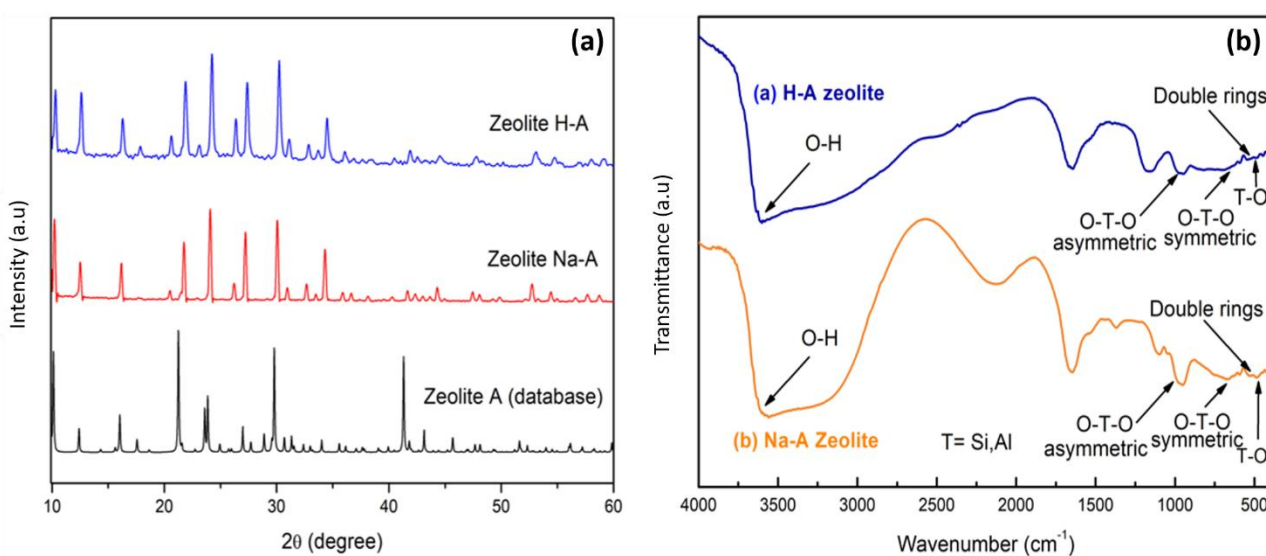 (a)
Zeolite H-A
Zeolite Na-A
Zeolite A (database)
Intensity (a.u)
10 20 30 40 50 60
2θ (degree)
(b)
(a) H-A zeolite
Double rings
O-H
T-O
O-T-O
asymmetric
O-T-O
symmetric
Double rings
O-H
O-T-O
asymmetric
O-T-O
symmetric
T-O
(b) Na-A Zeolite
T= Si,Al
Transmittance (a.u)
4000 3500 3000 2500 2000 1500 1000 500
Wavenumber (cm⁻¹)